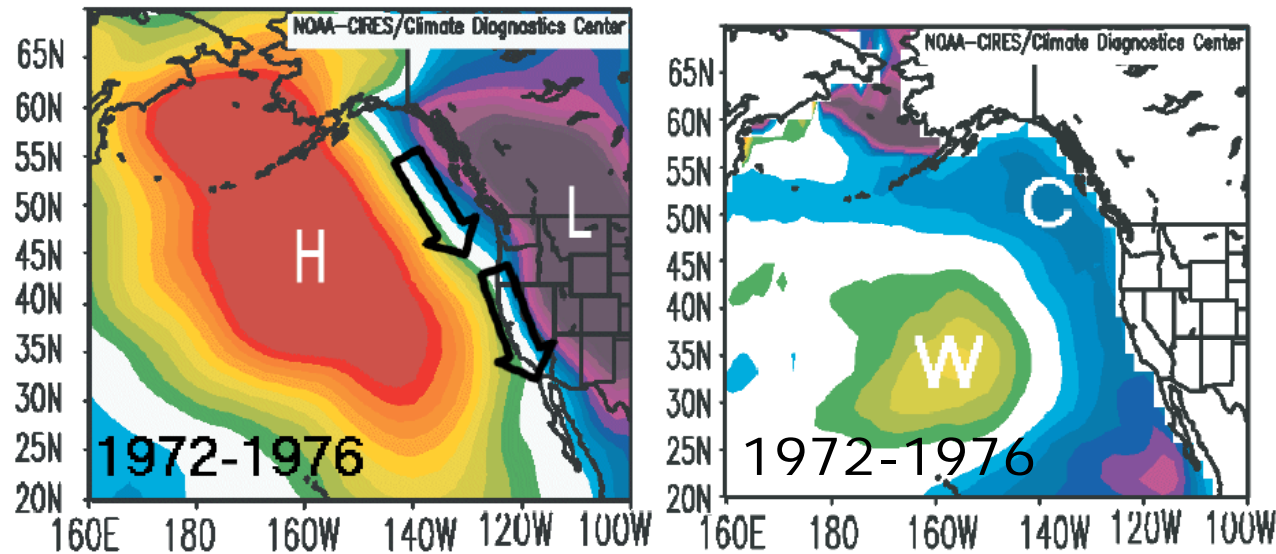 NOAA-CIRES/Climate Diagnostics Center
65N
60N
55N
50N
45N
40N
35N
30N
25N
20N
H
L
1972-1976
160E 180 160W 140W 120W 100W
NOAA-CIRES/Climate Diagnostics Center
65N
60N
55N
50N
45N
40N
35N
30N
25N
20N
C
W
1972-1976
160E 180 160W 140W 120W 100W